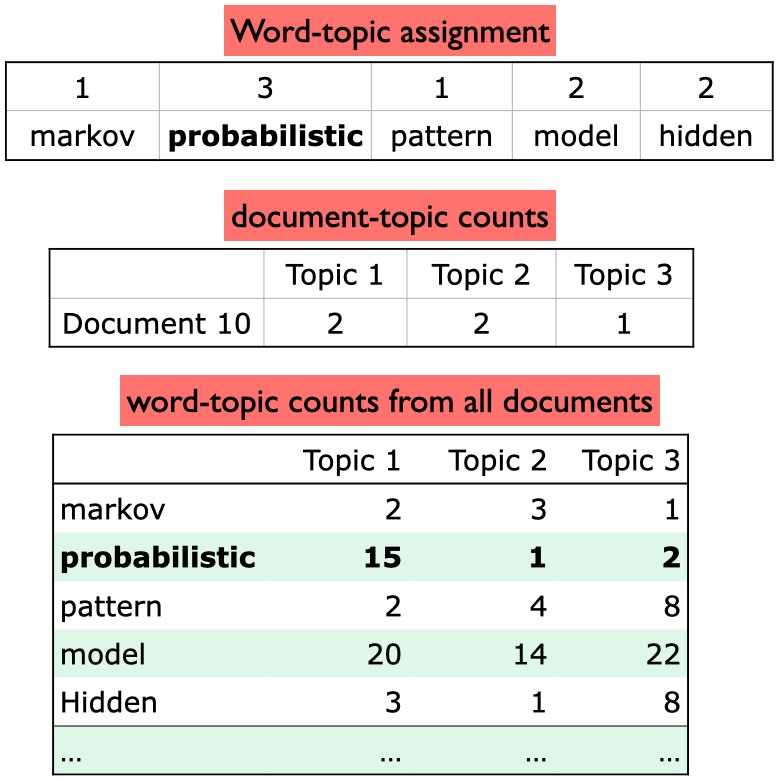 Word-topic assignment
1 3 1 2 2
markov probabilistic pattern model hidden
document-topic counts
Topic 1 Topic 2 Topic 3
Document 10 2 2 1
word-topic counts from all documents
Topic 1 Topic 2 Topic 3
markov 2 3 1
probabilistic 15 1 2
pattern 2 4 8
model 20 14 22
Hidden 3 1 8
... ... ... ...